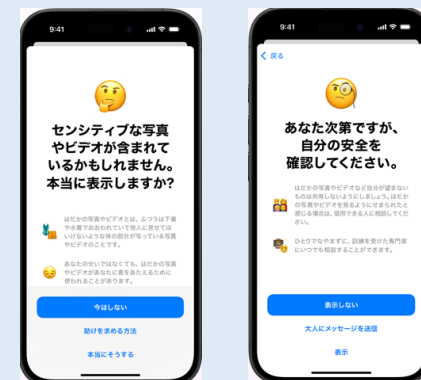 9:41
センシティブな写真
やビデオが含まれて
いるかもしれません。
本当に表示しますか?
はだかの写真やビデオとは、ふつうは下着
や水着でおおわれていて他人に見せては
いけないような体の部分が写っている写真
やビデオのことです。
あなたのせいではなくても、はだかの写真
やビデオがあなたに害をあたえるために
使われることがあります。
今はしない
助けを求める方法
本当にそうする
9:41
戻る
あなた次第ですが、
自分の安全を
確認してください。
はだかの写真やビデオなど自分が望まない
ものは共有しないようにしましょう。はだか
の写真やビデオを見るようにせまられたと
感じる場合は、信用できる人に相談してくだ
さい。
ひとりでなやまずに、訓練を受けた専門家
にいつでも相談することができます。
表示しない
大人にメッセージを送信
表示